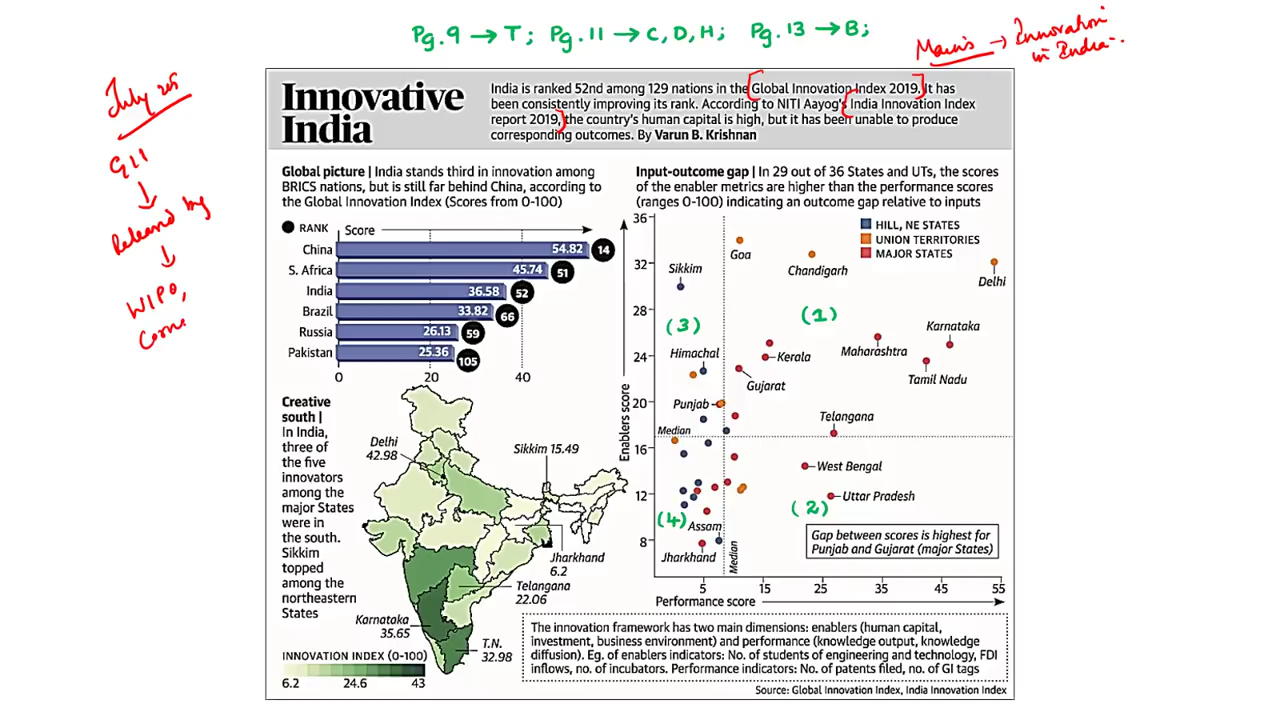 Pg.9 → T; Pg.11 → C, D, H; Pg.13 → B;
Mains → Innovation
in India
July 25
GII
↓
Released by
↓
WIPO,
Corne
Innovative
India
India is ranked 52nd among 129 nations in the Global Innovation Index 2019. It has
been consistently improving its rank. According to NITI Aayog's India Innovation Index
report 2019, the country's human capital is high, but it has been unable to produce
corresponding outcomes. By Varun B. Krishnan
Global picture | India stands third in innovation among
BRICS nations, but is still far behind China, according to
the Global Innovation Index (Scores from 0-100)
RANK Score
China 54.82 14
S. Africa 45.74 51
India 36.58 52
Brazil 33.82 66
Russia 26.13 59
Pakistan 25.36 105
0 20 40
Creative
south |
In India,
three of
the five
innovators
among the
major States
were in
the south.
Sikkim
topped
among the
northeastern
States
Delhi
42.98
Sikkim 15.49
Jharkhand
6.2
Telangana
22.06
Karnataka
35.65
T.N.
32.98
INNOVATION INDEX (0-100)
6.2 24.6 43
Input-outcome gap | In 29 out of 36 States and UTs, the scores
of the enabler metrics are higher than the performance scores
(ranges 0-100) indicating an outcome gap relative to inputs
HILL, NE STATES
UNION TERRITORIES
MAJOR STATES
Enablers score
36
32
28
24
20
16
12
8
Goa
Chandigarh
Delhi
Sikkim
(3)
(1)
Karnataka
Maharashtra
Himachal
Kerala
Tamil Nadu
Gujarat
Punjab
Telangana
Median
West Bengal
Uttar Pradesh
(2)
(4)
Assam
Jharkhand
Median
Gap between scores is highest for
Punjab and Gujarat (major States)
5 15 25 35 45 55
Performance score
The innovation framework has two main dimensions: enablers (human capital,
investment, business environment) and performance (knowledge output, knowledge
diffusion). Eg. of enablers indicators: No. of students of engineering and technology, FDI
inflows, no. of incubators. Performance indicators: No. of patents filed, no. of GI tags
Source: Global Innovation Index, India Innovation Index